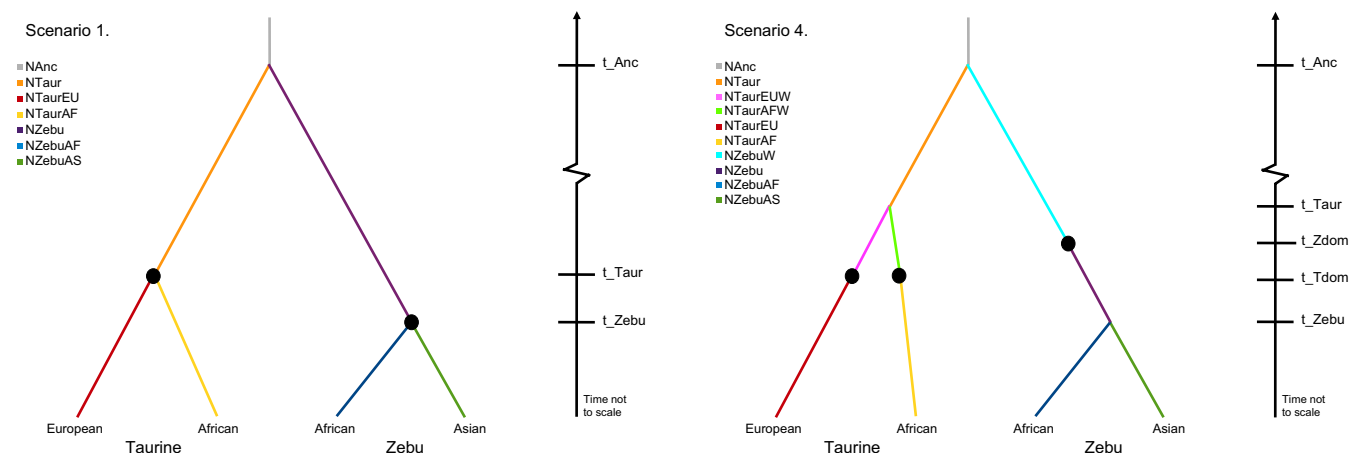 Scenario 1.
NAnc
NTaur
NTaurEU
NTaurAF
NZebu
NZebuAF
NZebuAS
t_Anc
t_Taur
t_Zebu
Time not
to scale
European
African
African
Asian
Taurine
Zebu
Scenario 4.
NAnc
NTaur
NTaurEUW
NTaurAFW
NTaurEU
NTaurAF
NZebuW
NZebu
NZebuAF
NZebuAS
t_Anc
t_Taur
t_Zdom
t_Tdom
t_Zebu
Time not
to scale
European
African
African
Asian
Taurine
Zebu